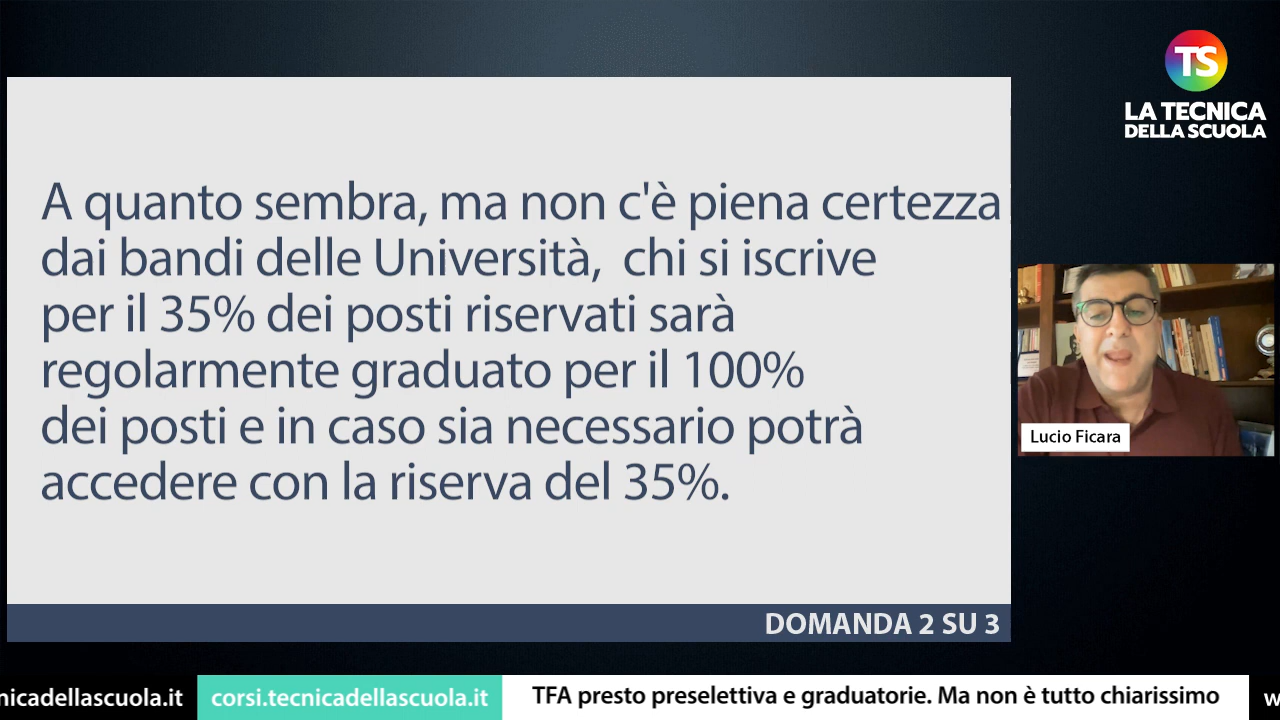 TS
LA TECNICA
DELLA SCUOLA
A quanto sembra, ma non c'è piena certezza
dai bandi delle Università,  chi si iscrive
per il 35% dei posti riservati sarà
regolarmente graduato per il 100%
dei posti e in caso sia necessario potrà
accedere con la riserva del 35%.
Lucio Ficara
DOMANDA 2 SU 3
nicadellascuola.it
corsi.tecnicadellascuola.it
TFA presto preselettiva e graduatorie. Ma non è tutto chiarissimo
w